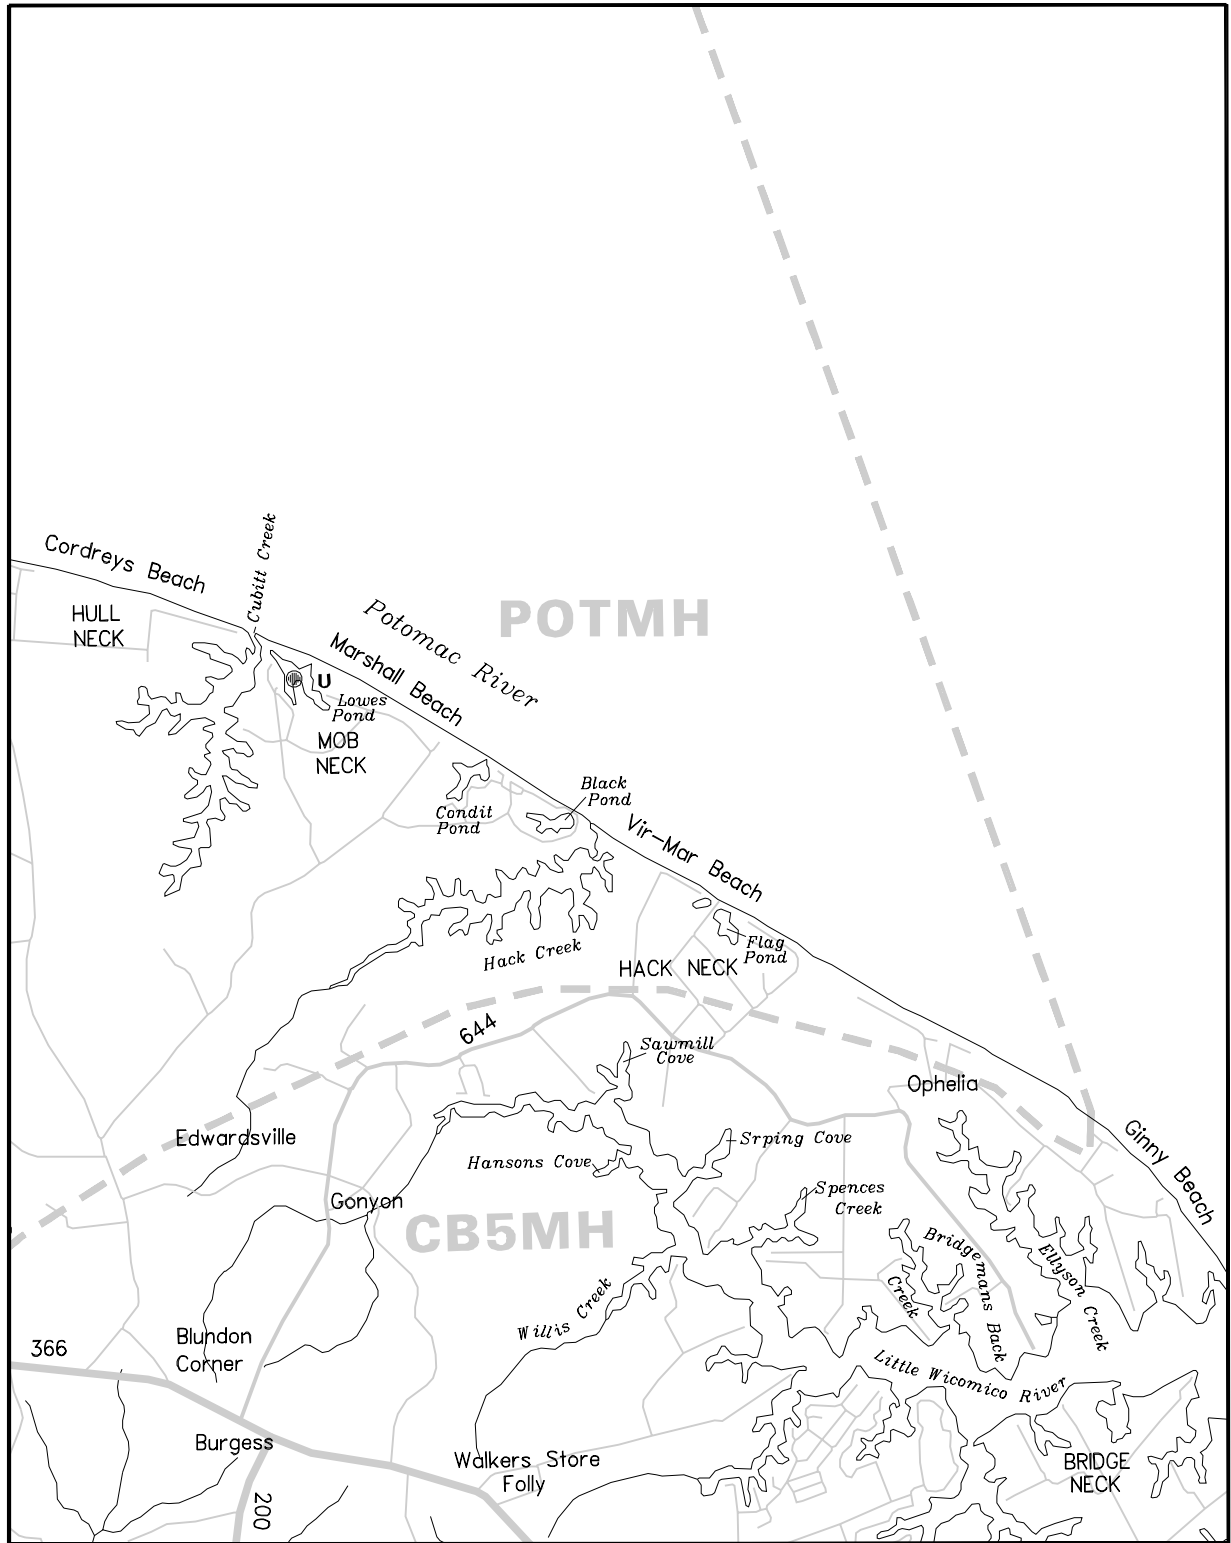 Cubitt Creek
Cordreys Beach
HULL
NECK
POTMH
Potomac River
Marshall Beach
U
Lowes
Pond
MOB
NECK
Black
Pond
Condit
Pond
Vir-Mar Beach
Hack Creek
Flag
Pond
HACK NECK
644
Sawmill
Cove
Ophelia
Edwardsville
Srping Cove
Ginny Beach
Hansons Cove
Gonyon
Spences
Creek
CB5MH
Bridgemans Back
Creek
Ellyson Creek
Willis Creek
366
Blundon
Corner
Little Wicomico River
Burgess
Walkers Store
Folly
BRIDGE
NECK
200